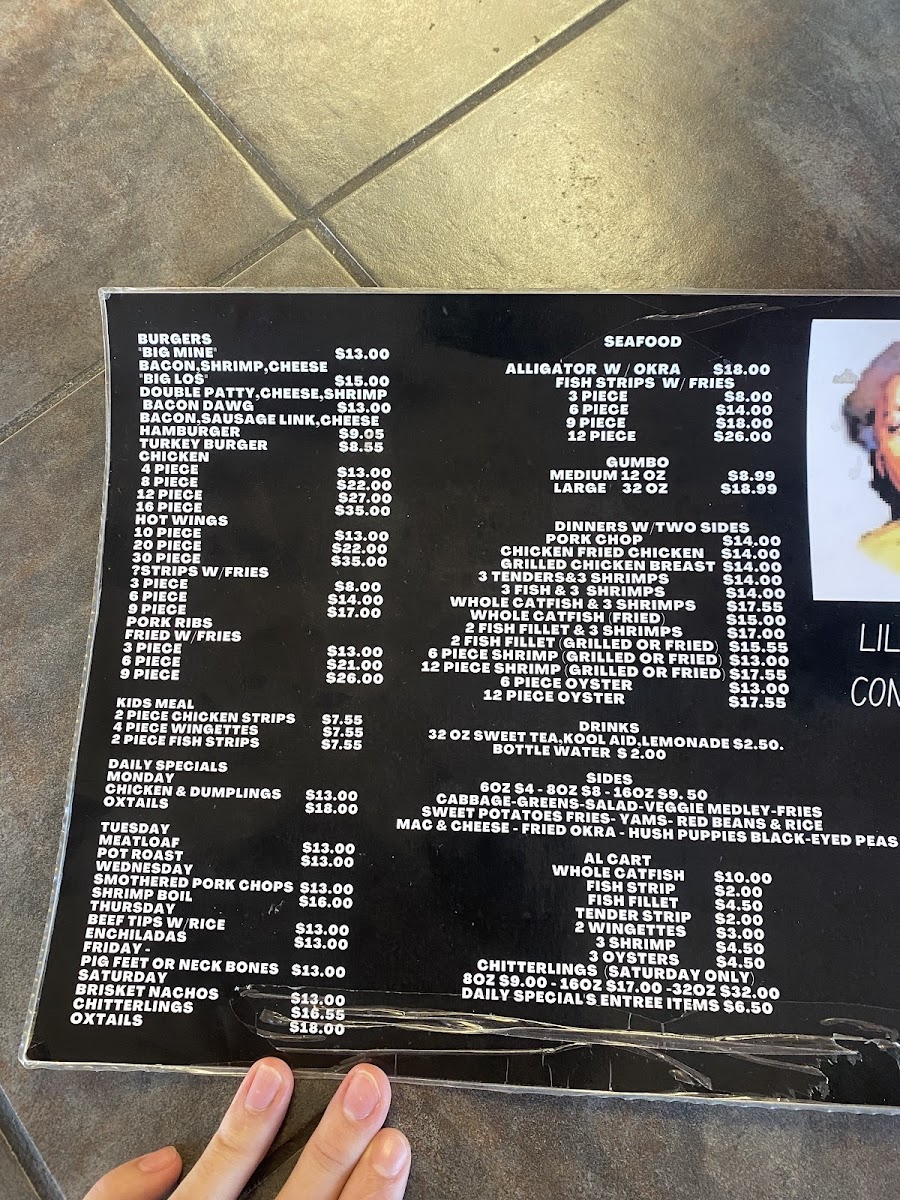 BURGERS
"BIG MINE" $13.00
BACON,SHRIMP,CHEESE
"BIG LOS" $15.00
DOUBLE PATTY,CHEESE,SHRIMP
BACON DAWG $13.00
BACON,SAUSAGE LINK,CHEESE
HAMBURGER $9.05
TURKEY BURGER $8.55
CHICKEN
4 PIECE $13.00
8 PIECE $22.00
12 PIECE $27.00
16 PIECE $35.00
HOT WINGS
10 PIECE $13.00
20 PIECE $22.00
30 PIECE $35.00
?STRIPS W/FRIES
3 PIECE $8.00
6 PIECE $14.00
9 PIECE $17.00
PORK RIBS
FRIED W/FRIES
3 PIECE $13.00
6 PIECE $21.00
9 PIECE $26.00
KIDS MEAL
2 PIECE CHICKEN STRIPS $7.55
4 PIECE WINGETTES $7.55
2 PIECE FISH STRIPS $7.55
DAILY SPECIALS
MONDAY
CHICKEN & DUMPLINGS $13.00
OXTAILS $18.00
TUESDAY
MEATLOAF $13.00
POT ROAST $13.00
WEDNESDAY
SMOTHERED PORK CHOPS $13.00
SHRIMP BOIL $16.00
THURSDAY
BEEF TIPS W/RICE $13.00
ENCHILADAS $13.00
FRIDAY -
PIG FEET OR NECK BONES $13.00
SATURDAY
BRISKET NACHOS $13.00
CHITTERLINGS $16.55
OXTAILS $18.00
SEAFOOD
ALLIGATOR W / OKRA $18.00
FISH STRIPS W/ FRIES
3 PIECE $8.00
6 PIECE $14.00
9 PIECE $18.00
12 PIECE $26.00
GUMBO
MEDIUM 12 OZ $8.99
LARGE 32 OZ $18.99
DINNERS W/TWO SIDES
PORK CHOP $14.00
CHICKEN FRIED CHICKEN $14.00
GRILLED CHICKEN BREAST $14.00
3 TENDERS&3 SHRIMPS $14.00
3 FISH & 3 SHRIMPS $14.00
WHOLE CATFISH & 3 SHRIMPS $17.55
WHOLE CATFISH (FRIED) $15.00
2 FISH FILLET & 3 SHRIMPS $17.00
2 FISH FILLET (GRILLED OR FRIED) $15.55
6 PIECE SHRIMP (GRILLED OR FRIED) $13.00
12 PIECE SHRIMP (GRILLED OR FRIED) $17.55
6 PIECE OYSTER $13.00
12 PIECE OYSTER $17.55
DRINKS
32 OZ SWEET TEA,KOOL AID,LEMONADE $2.50.
BOTTLE WATER $ 2.00
SIDES
6OZ $4 - 8OZ $8 - 16OZ $9. 50
CABBAGE-GREENS-SALAD-VEGGIE MEDLEY-FRIES
SWEET POTATOES FRIES- YAMS- RED BEANS & RICE
MAC & CHEESE - FRIED OKRA - HUSH PUPPIES BLACK-EYED PEAS
AL CART
WHOLE CATFISH $10.00
FISH STRIP $2.00
FISH FILLET $4.50
TENDER STRIP $2.00
2 WINGETTES $3.00
3 SHRIMP $4.50
3 OYSTERS $4.50
CHITTERLINGS (SATURDAY ONLY)
8OZ $9.00 - 16OZ $17.00 -32OZ $32.00
DAILY SPECIAL'S ENTREE ITEMS $6.50
LIL
CON